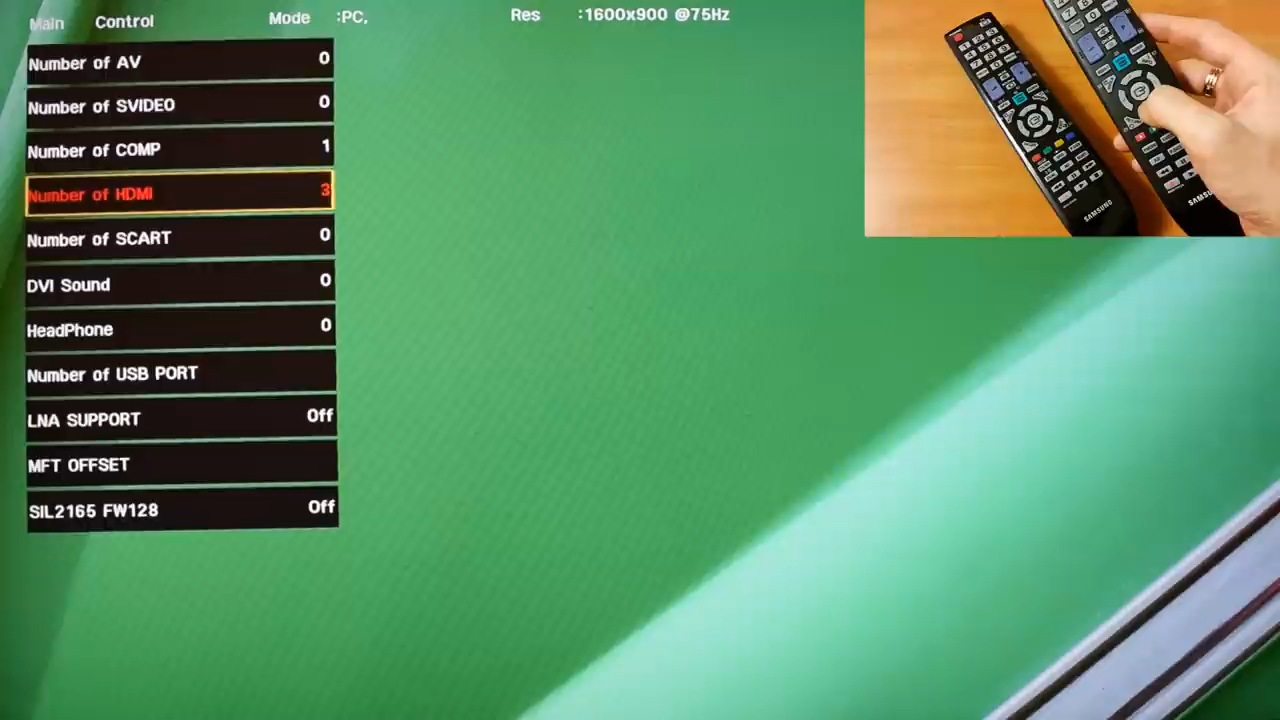 Main Control Mode :PC, Res :1600x900 @75Hz
Number of AV 0
Number of SVIDEO 0
Number of COMP 1
Number of HDMI 3
Number of SCART 0
DVI Sound 0
HeadPhone 0
Number of USB PORT
LNA SUPPORT Off
MFT OFFSET
SIL2165 FW128 Off
SAMSUNG